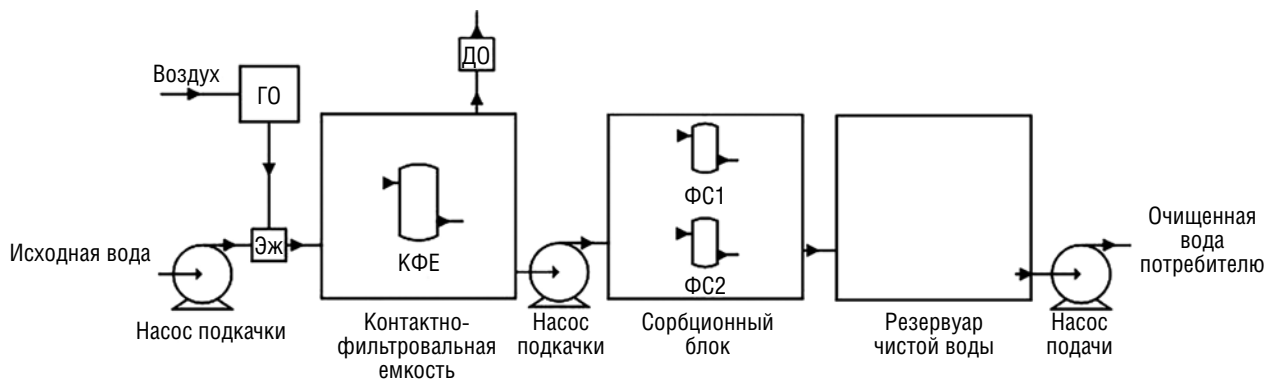 ДО
Воздух
ГО
Исходная вода
Эж
КФЕ
ФС1
ФС2
Очищенная
вода
потребителю
Насос подкачки
Контактно-
фильтровальная
емкость
Насос
подкачки
Сорбционный
блок
Резервуар
чистой воды
Насос
подачи